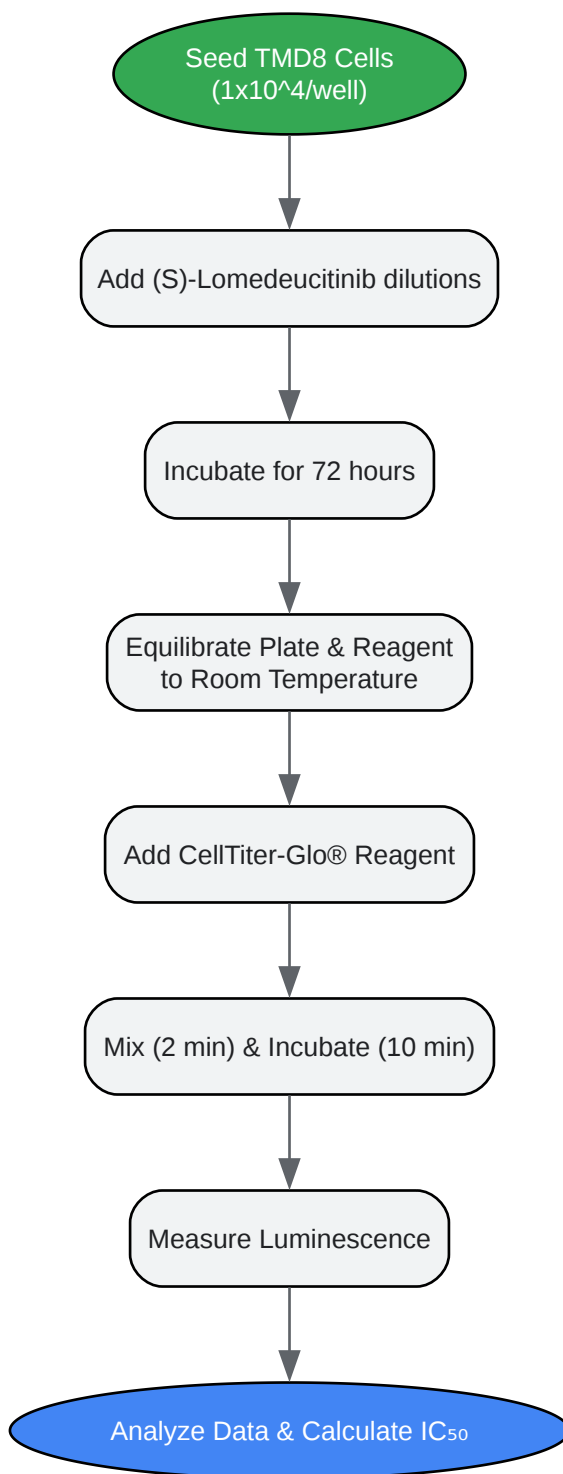 Seed TMD8 Cells
(1x10^4/well)
Add (S)-Lomedeucitinib dilutions
Incubate for 72 hours
Equilibrate Plate & Reagent
to Room Temperature
Add CellTiter-Glo® Reagent
Mix (2 min) & Incubate (10 min)
Measure Luminescence
Analyze Data & Calculate IC₅₀